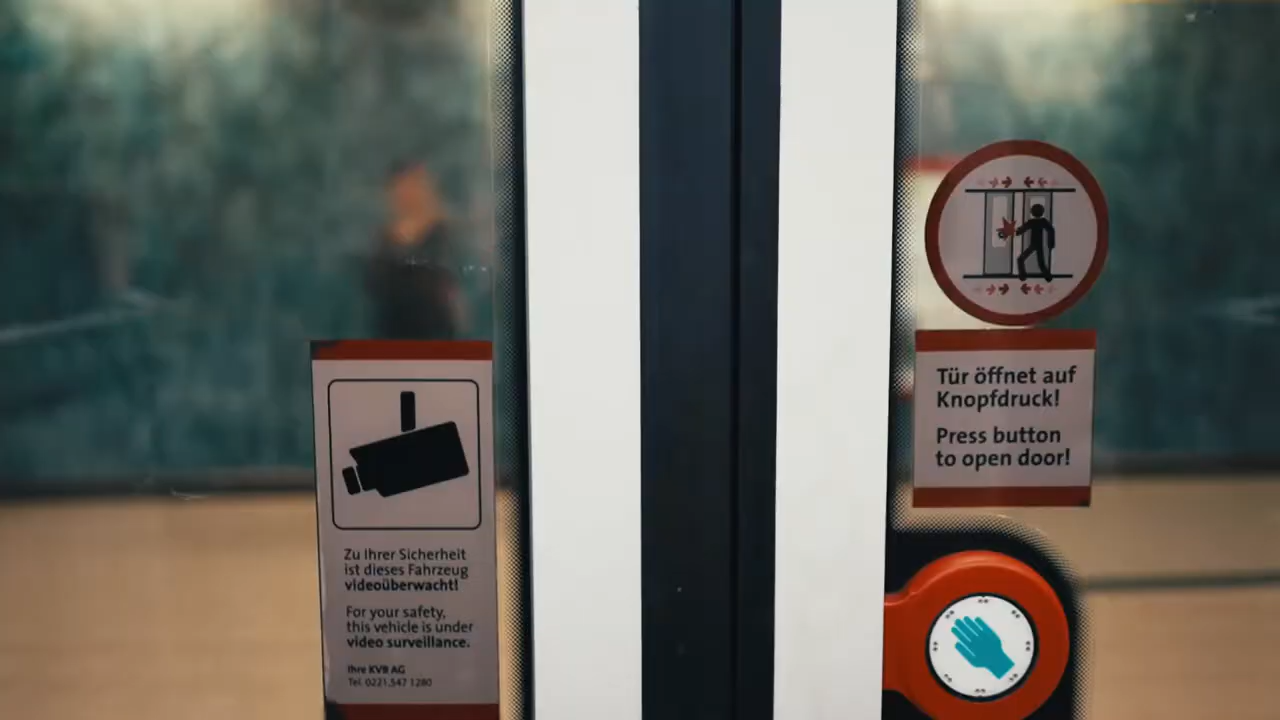 Zu Ihrer Sicherheit
ist dieses Fahrzeug
videoüberwacht!
For your safety,
this vehicle is under
video surveillance.
Ihre KVB AG
Tel. 0221.547 1280
Tür öffnet auf
Knopfdruck!
Press button
to open door!